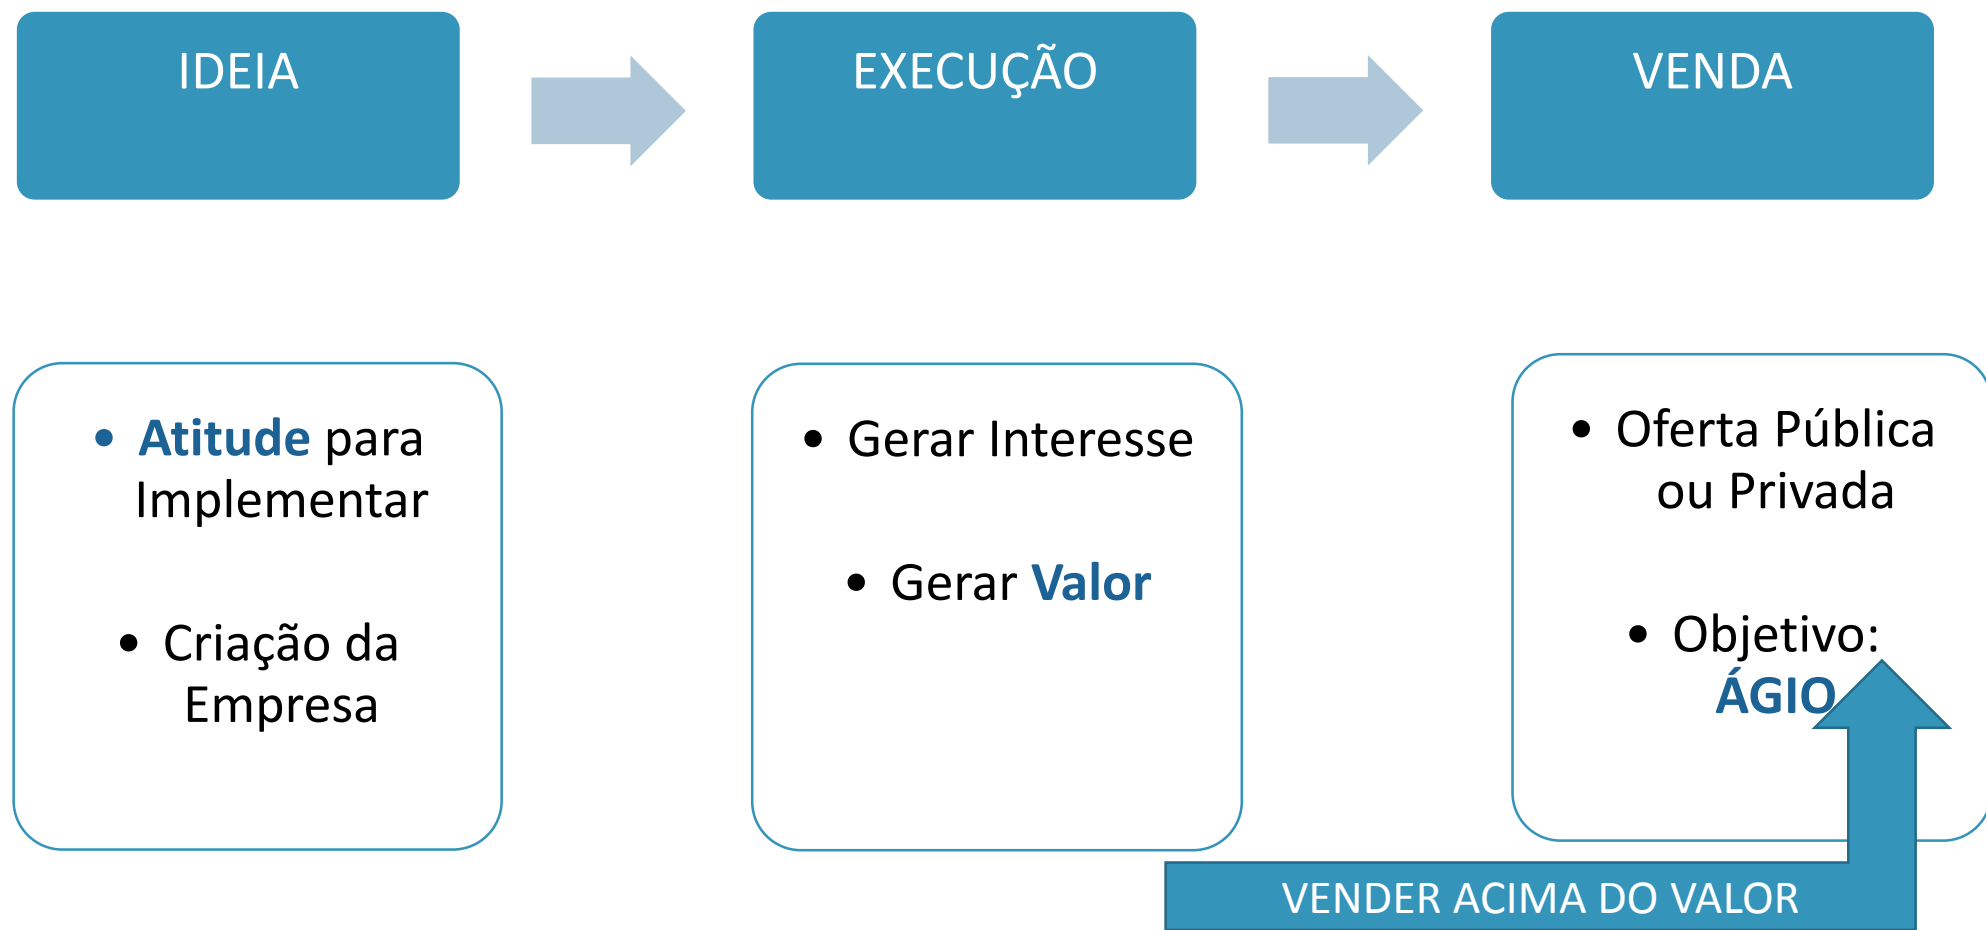 IDEIA
EXECUÇÃO
VENDA
• Atitude para
Implementar
• Criação da
Empresa
• Gerar Interesse
• Gerar Valor
• Oferta Pública
ou Privada
• Objetivo:
ÁGIO
VENDER ACIMA DO VALOR